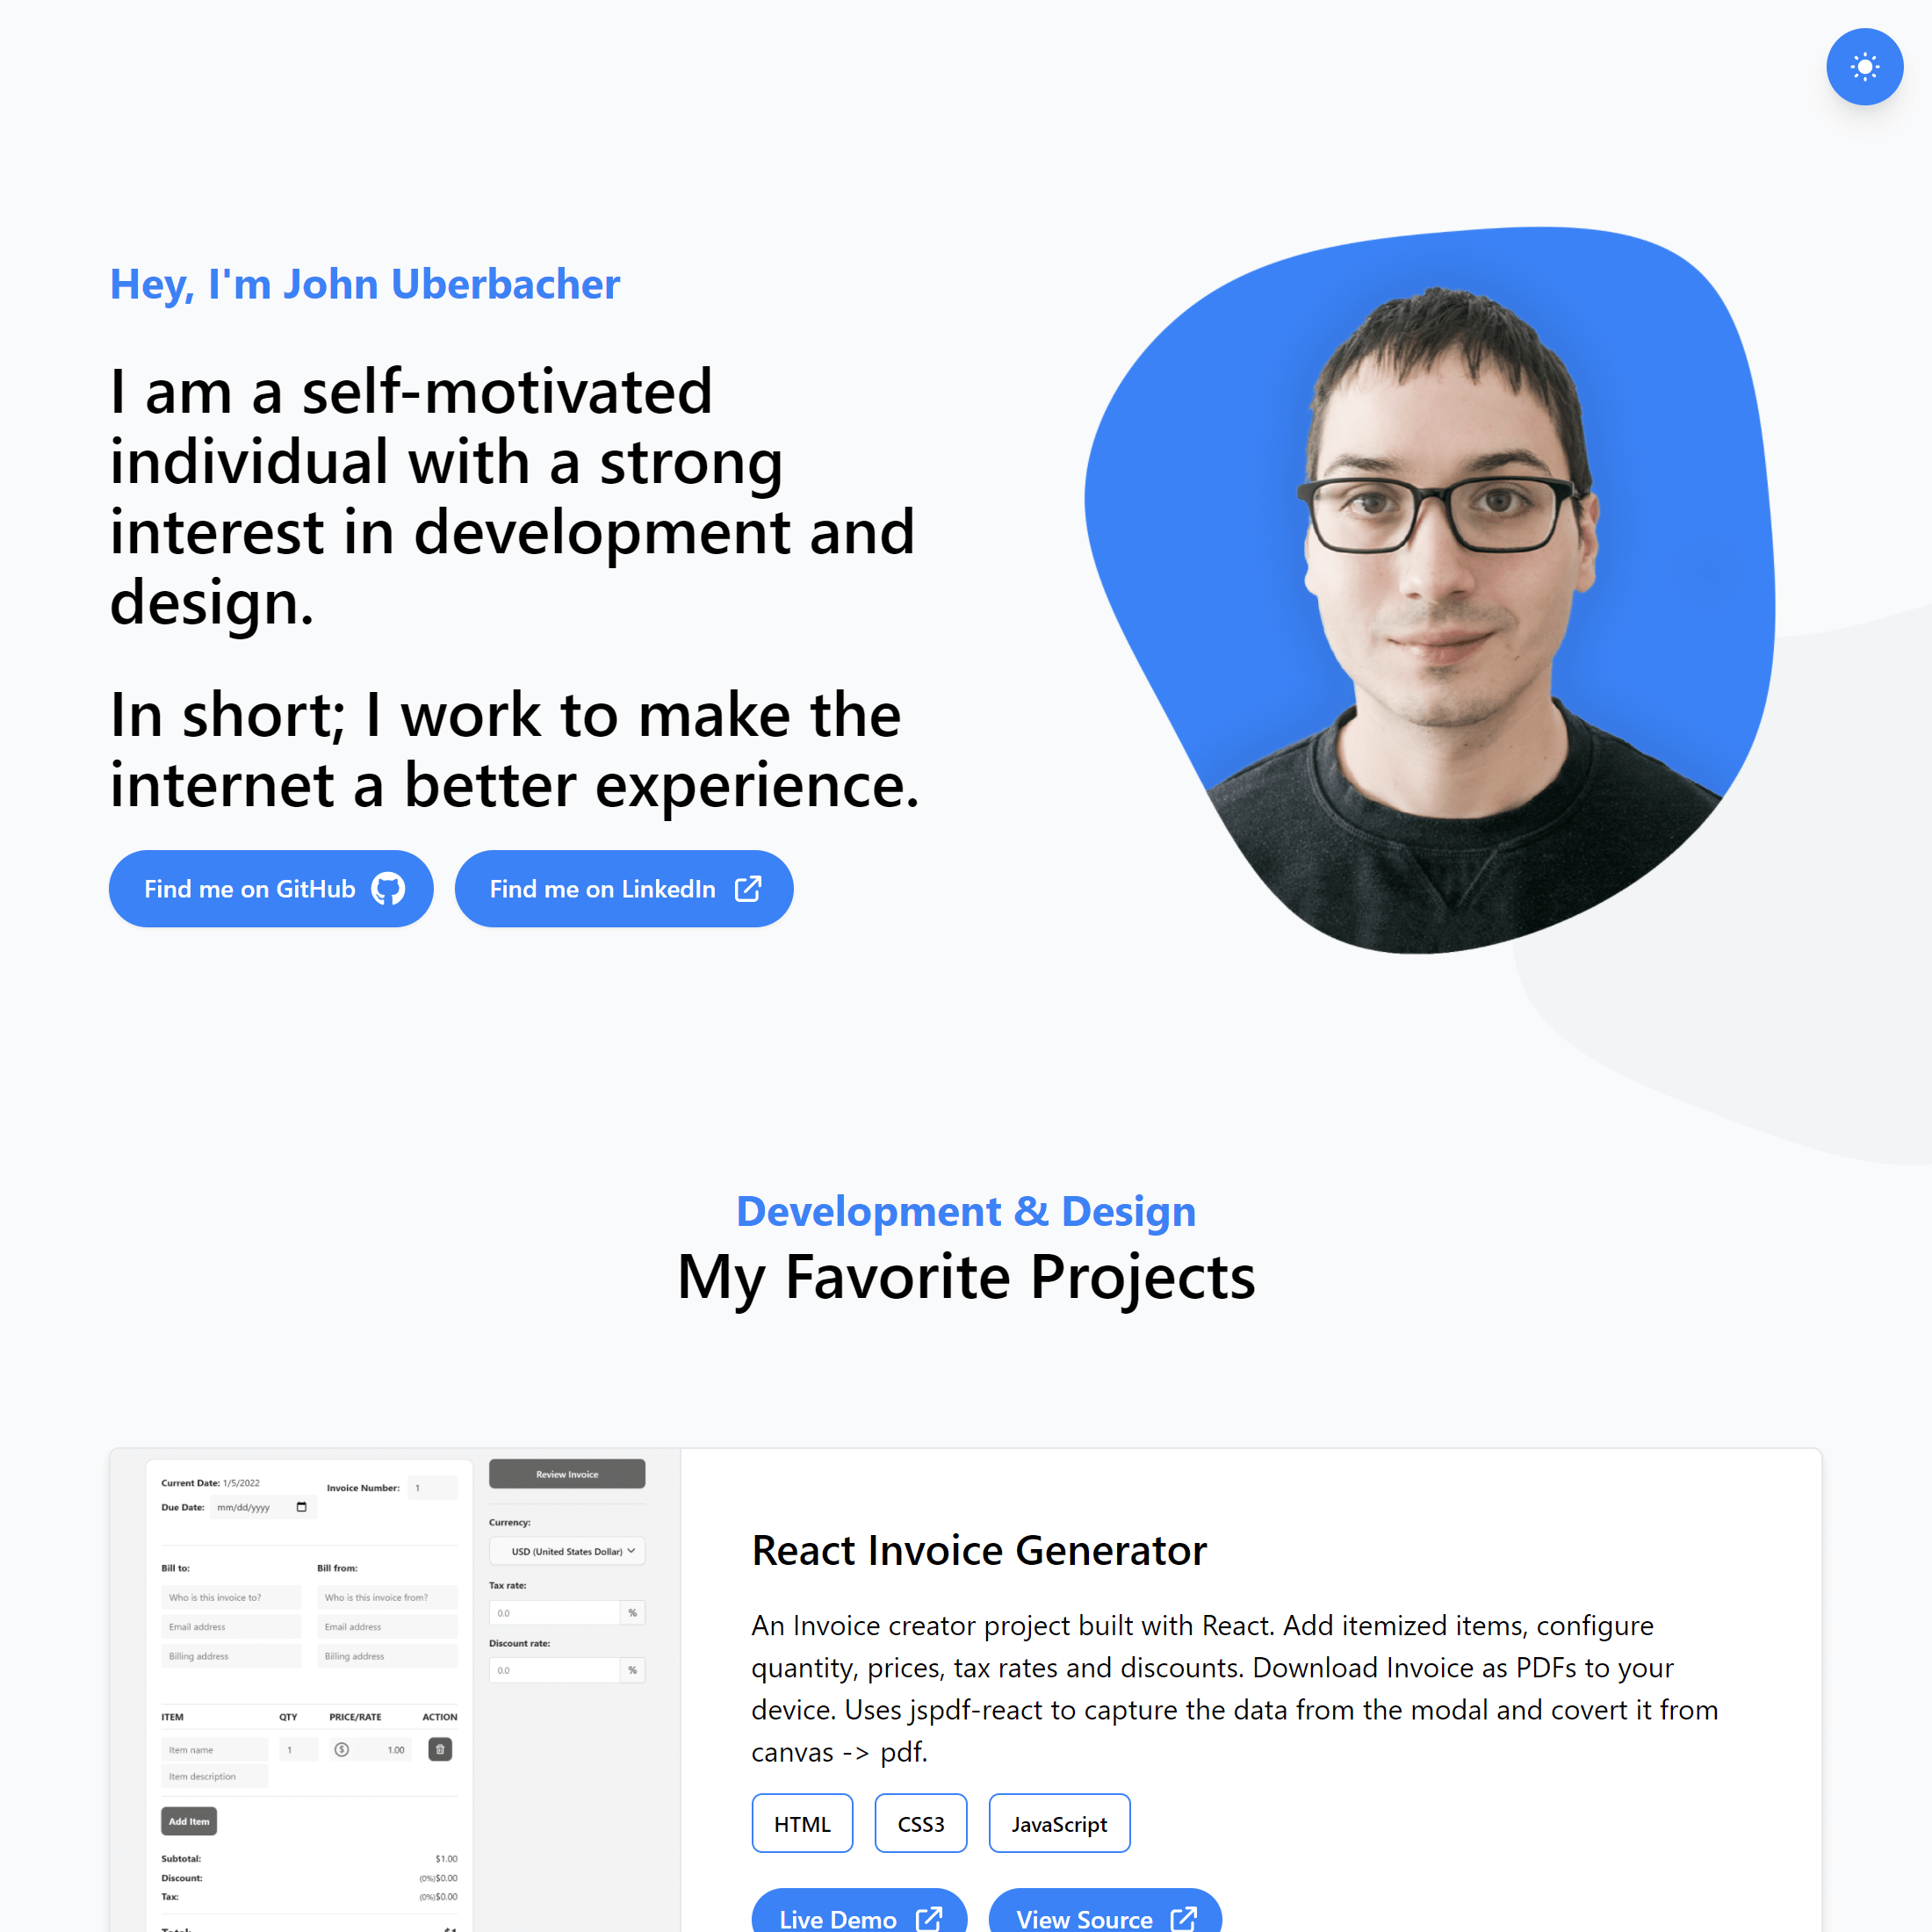 Hey, I'm John Uberbacher
I am a self-motivated
individual with a strong
interest in development and
design.
In short; I work to make the
internet a better experience.
Find me on GitHub
Find me on LinkedIn
Development & Design
My Favorite Projects
Current Date: 1/5/2022
Invoice Number: 1
Due Date: mm/dd/yyyy
Bill to:
Bill from:
Who is this invoice to?
Who is this invoice from?
Email address
Email address
Billing address
Billing address
ITEM QTY PRICE/RATE ACTION
Item name 1 $ 1.00
Item description
Add Item
Subtotal: $1.00
Discount: (0%)$0.00
Tax: (0%)$0.00
Total: $1
Review Invoice
Currency:
USD (United States Dollar)
Tax rate:
0.0 %
Discount rate:
0.0 %
React Invoice Generator
An Invoice creator project built with React. Add itemized items, configure
quantity, prices, tax rates and discounts. Download Invoice as PDFs to your
device. Uses jspdf-react to capture the data from the modal and covert it from
canvas -> pdf.
HTML
CSS3
JavaScript
Live Demo
View Source